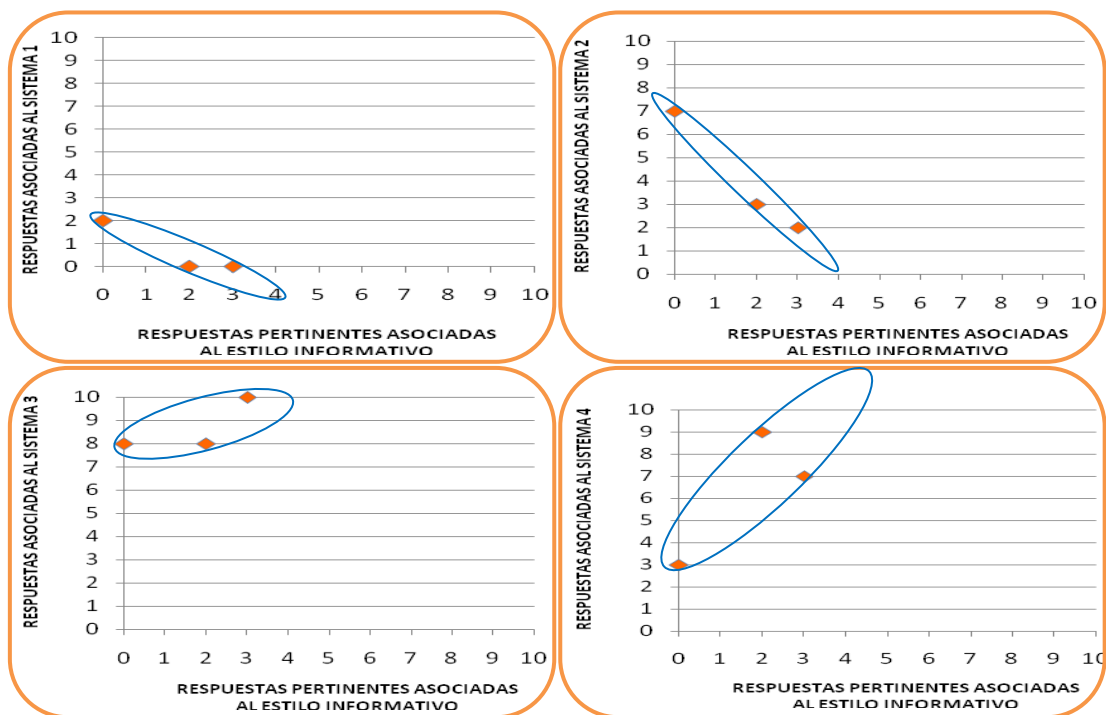 RESPUESTAS ASOCIADAS AL SISTEMA 1
10
9
8
7
6
5
4
3
2
1
0
0 1 2 3 4 5 6 7 8 9 10
RESPUESTAS PERTINENTES ASOCIADAS
AL ESTILO INFORMATIVO
RESPUESTAS ASOCIADAS AL SISTEMA 2
10
9
8
7
6
5
4
3
2
1
0
0 1 2 3 4 5 6 7 8 9 10
RESPUESTAS PERTINENTES ASOCIADAS
AL ESTILO INFORMATIVO
RESPUESTAS ASOCIADAS AL SISTEMA 3
10
9
8
7
6
5
4
3
2
1
0
0 1 2 3 4 5 6 7 8 9 10
RESPUESTAS PERTINENTES ASOCIADAS
AL ESTILO INFORMATIVO
RESPUESTAS ASOCIADAS AL SISTEMA 4
10
9
8
7
6
5
4
3
2
1
0
0 1 2 3 4 5 6 7 8 9 10
RESPUESTAS PERTINENTES ASOCIADAS
AL ESTILO INFORMATIVO